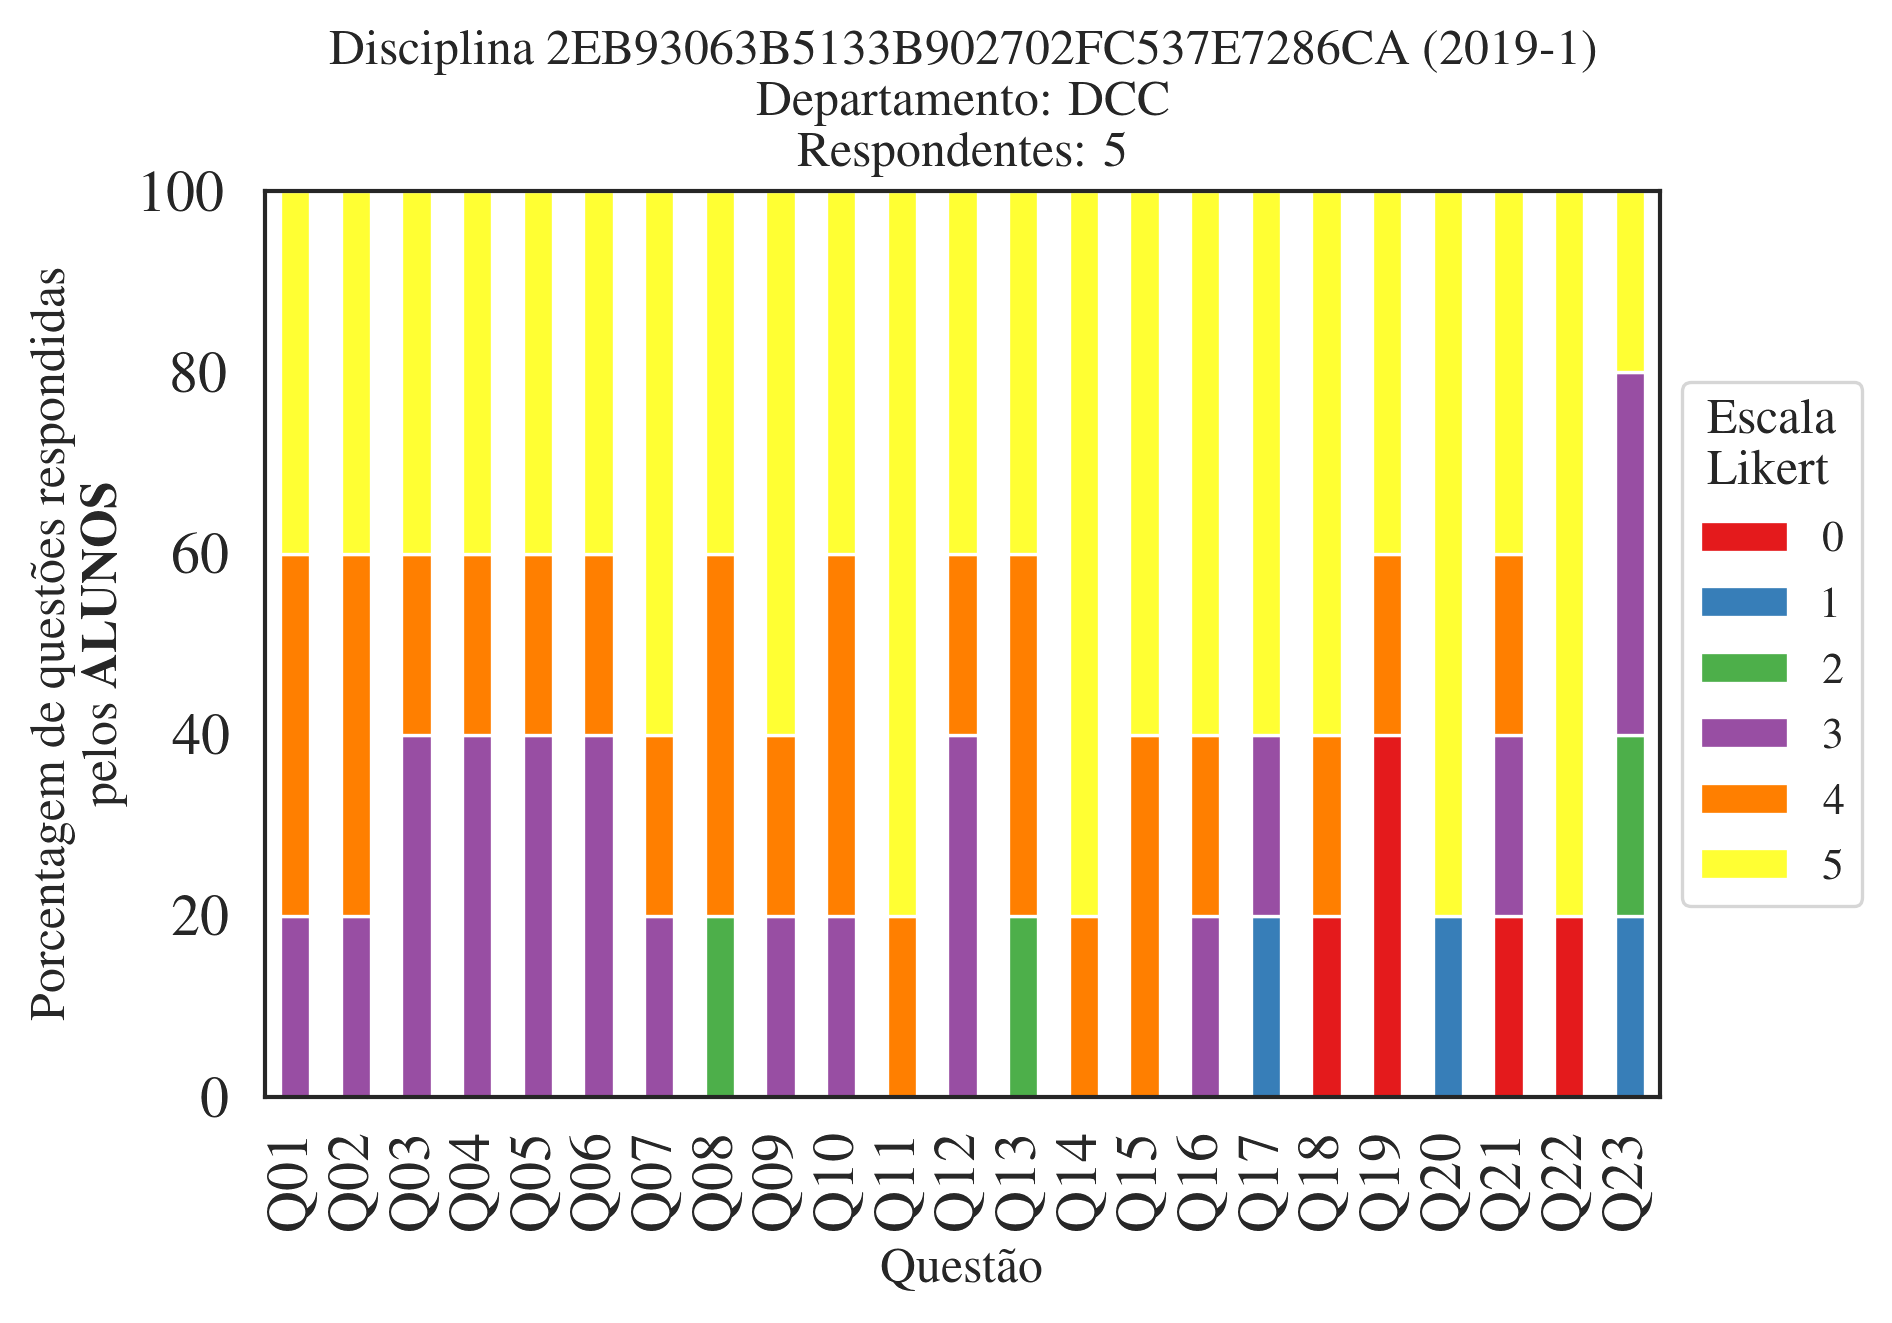 Disciplina 2EB93063B5133B902702FC537E7286CA (2019-1)
Departamento: DCC
Respondentes: 5
100
80
60
40
20
0
Porcentagem de questões respondidas
pelos ALUNOS
Q01
Q02
Q03
Q04
Q05
Q06
Q07
Q08
Q09
Q10
Q11
Q12
Q13
Q14
Q15
Q16
Q17
Q18
Q19
Q20
Q21
Q22
Q23
Questão
Escala
Likert
0
1
2
3
4
5